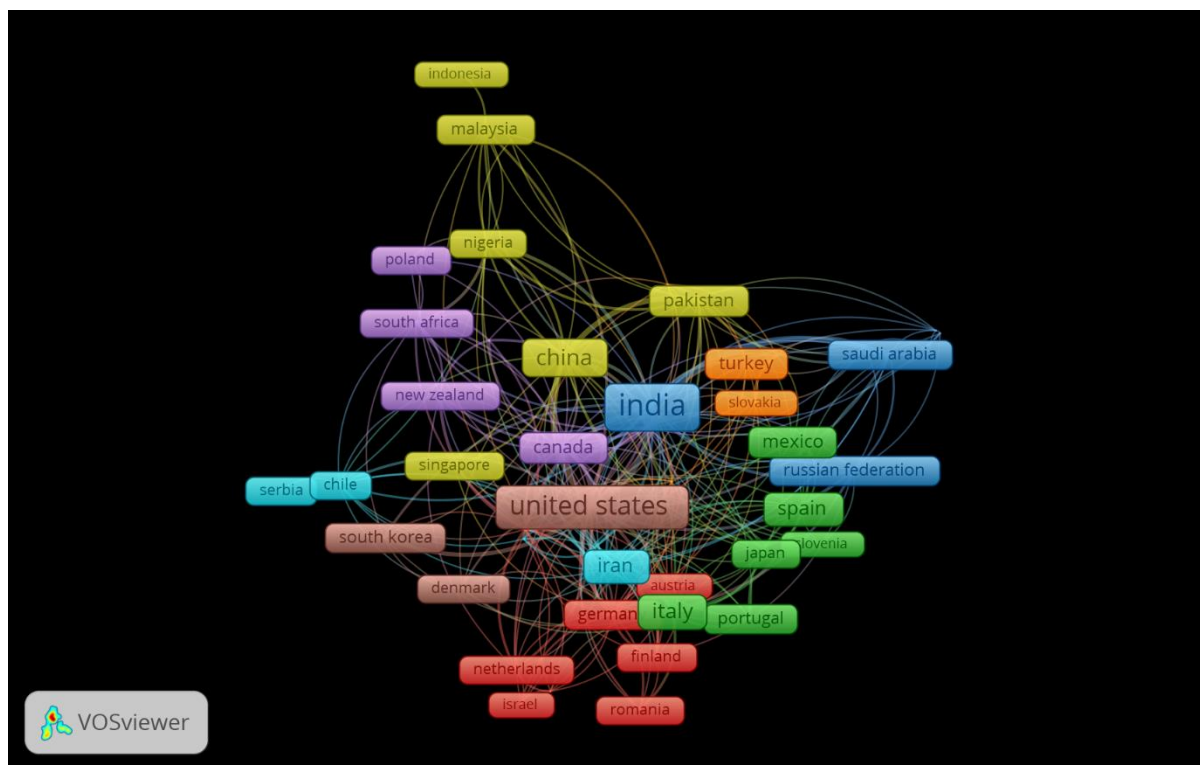 indonesia
malaysia
nigeria
poland
pakistan
south africa
china
saudi arabia
turkey
new zealand
india
slovakia
mexico
canada
singapore
russian federation
chile
serbia
united states
spain
south korea
slovenia
japan
iran
denmark
austria
italy
german
portugal
finland
netherlands
israel
romania
VOSviewer